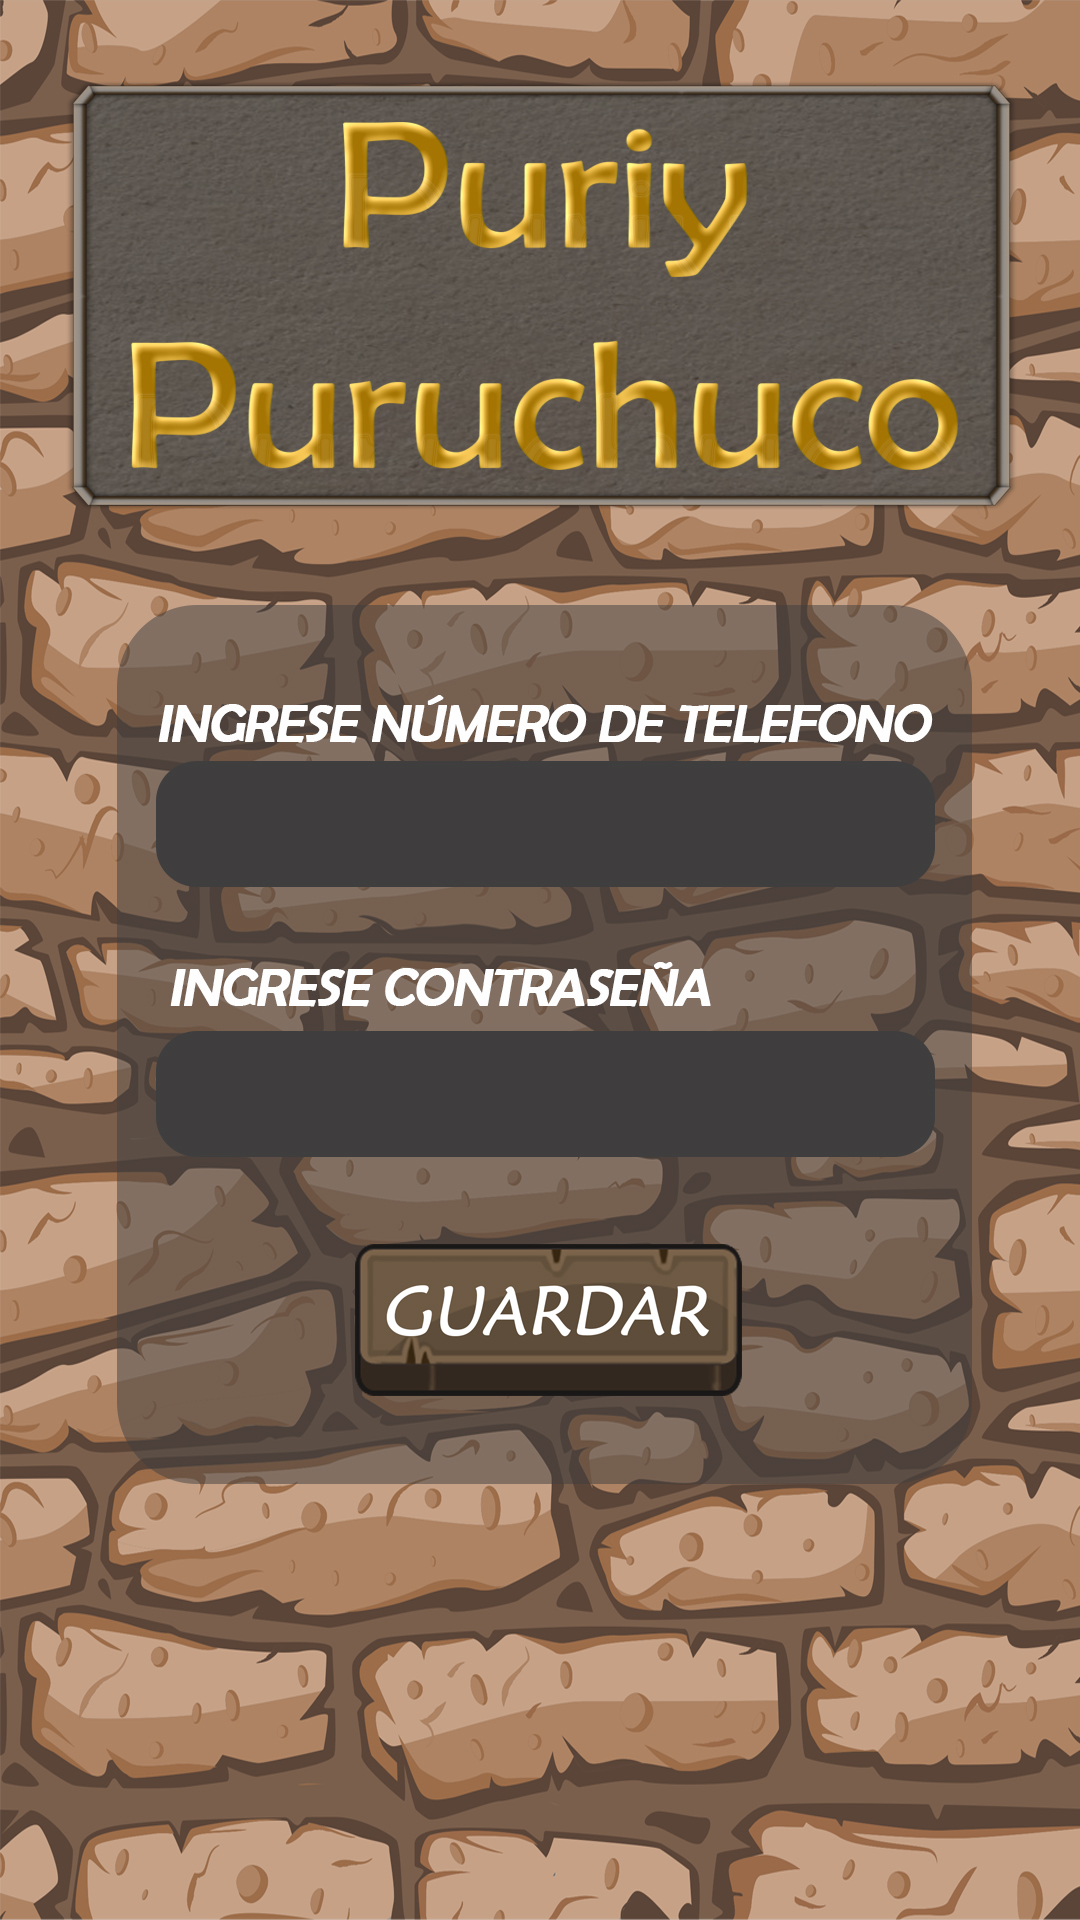 Puriy
Puruchuco
INGRESE NÚMERO DE TELEFONO
INGRESE CONTRASEÑA
GUARDAR